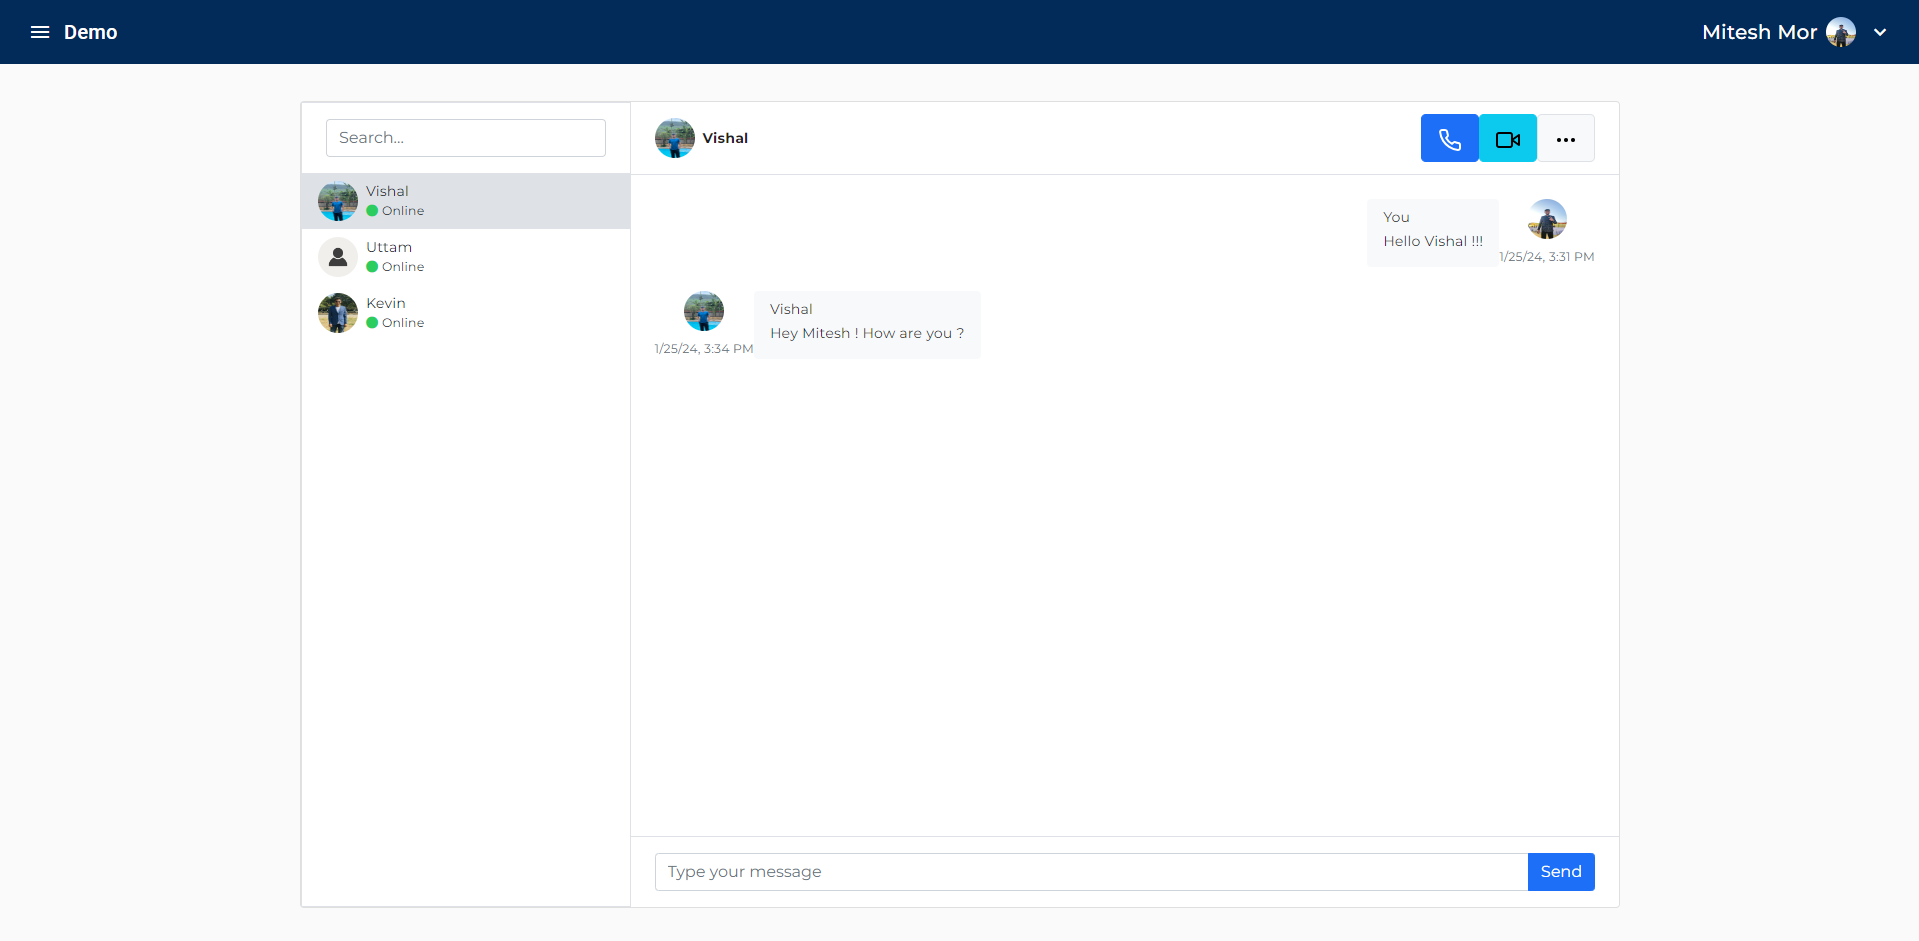 Demo
Mitesh Mor
Search...
Vishal
Online
Uttam
Online
Kevin
Online
Vishal
You
Hello Vishal !!!
1/25/24, 3:31 PM
Vishal
Hey Mitesh ! How are you ?
1/25/24, 3:34 PM
Type your message
Send